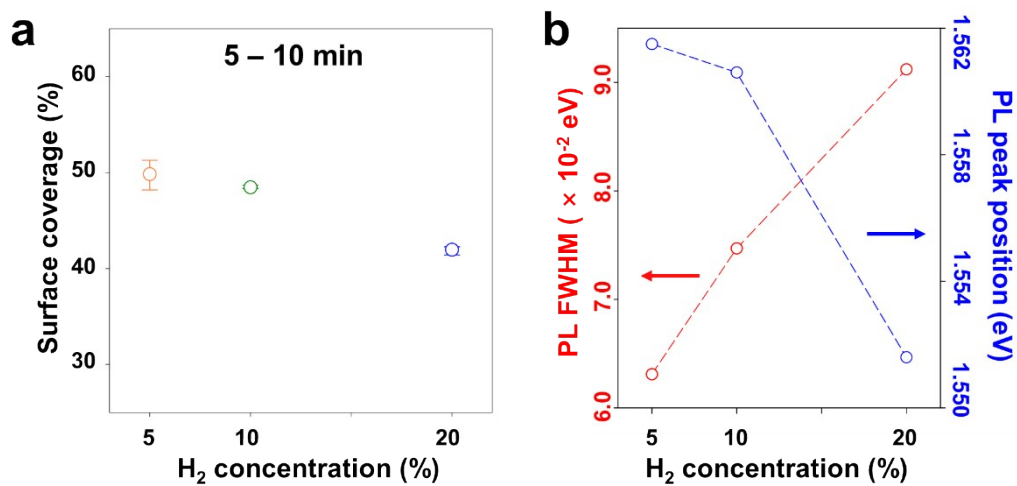 a
5 – 10 min
Surface coverage (%)
60
50
40
30
5
10
20
H₂ concentration (%)
b
PL FWHM ( × 10⁻² eV)
9.0
8.0
7.0
6.0
PL peak position (eV)
1.562
1.558
1.554
1.550
5
10
20
H₂ concentration (%)